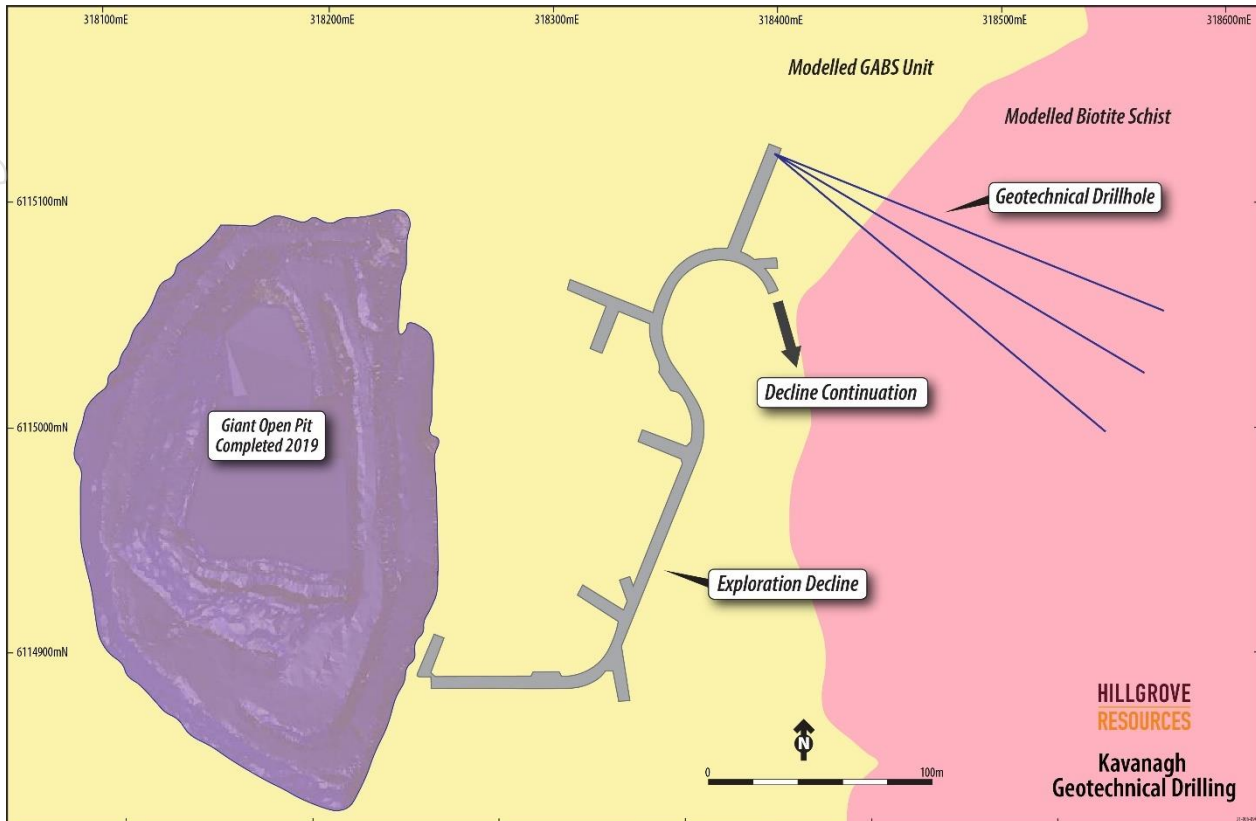 318100mE
318200mE
318300mE
318400mE
318500mE
318600mE
Modelled GABS Unit
Modelled Biotite Schist
6115100mN
Geotechnical Drillhole
Decline Continuation
Giant Open Pit
Completed 2019
6115000mN
Exploration Decline
6114900mN
N
0
100m
HILLGROVE
RESOURCES
Kavanagh
Geotechnical Drilling